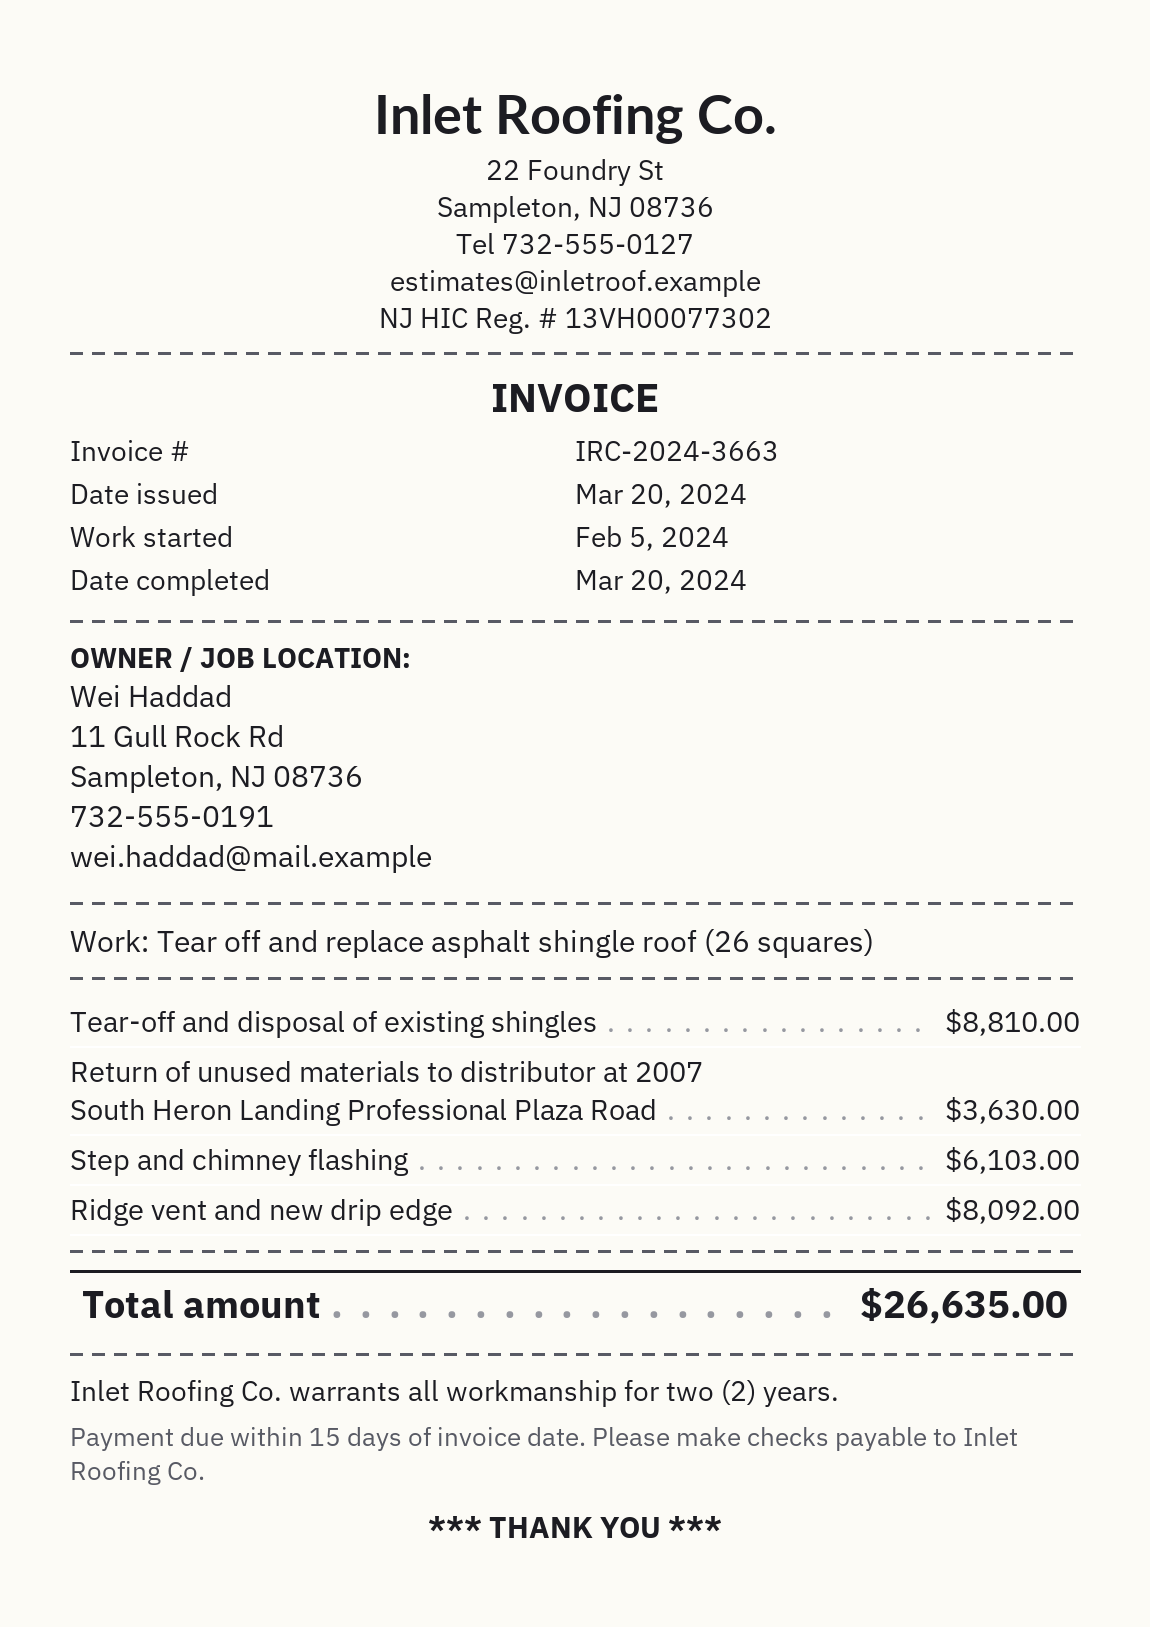 Inlet Roofing Co.
22 Foundry St
Sampleton, NJ 08736
Tel 732-555-0127
estimates@inletroof.example
NJ HIC Reg. # 13VH00077302
INVOICE
Invoice # IRC-2024-3663
Date issued Mar 20, 2024
Work started Feb 5, 2024
Date completed Mar 20, 2024
OWNER / JOB LOCATION:
Wei Haddad
11 Gull Rock Rd
Sampleton, NJ 08736
732-555-0191
wei.haddad@mail.example
Work: Tear off and replace asphalt shingle roof (26 squares)
Tear-off and disposal of existing shingles $8,810.00
Return of unused materials to distributor at 2007
South Heron Landing Professional Plaza Road $3,630.00
Step and chimney flashing $6,103.00
Ridge vent and new drip edge $8,092.00
Total amount $26,635.00
Inlet Roofing Co. warrants all workmanship for two (2) years.
Payment due within 15 days of invoice date. Please make checks payable to Inlet
Roofing Co.
*** THANK YOU ***